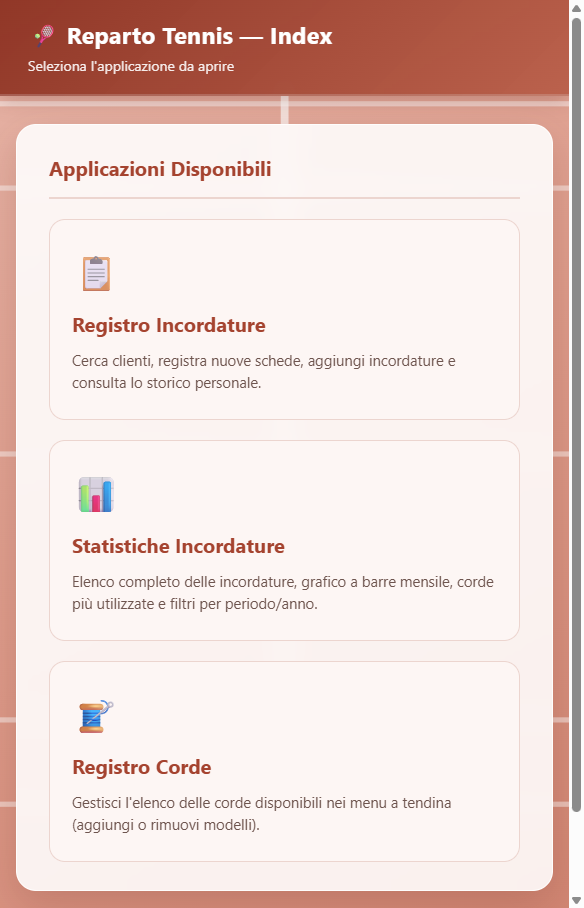 Reparto Tennis — Index
Seleziona l'applicazione da aprire
Applicazioni Disponibili
Registro Incordature
Cerca clienti, registra nuove schede, aggiungi incordature e
consulta lo storico personale.
Statistiche Incordature
Elenco completo delle incordature, grafico a barre mensile, corde
più utilizzate e filtri per periodo/anno.
Registro Corde
Gestisci l'elenco delle corde disponibili nei menu a tendina
(aggiungi o rimuovi modelli).